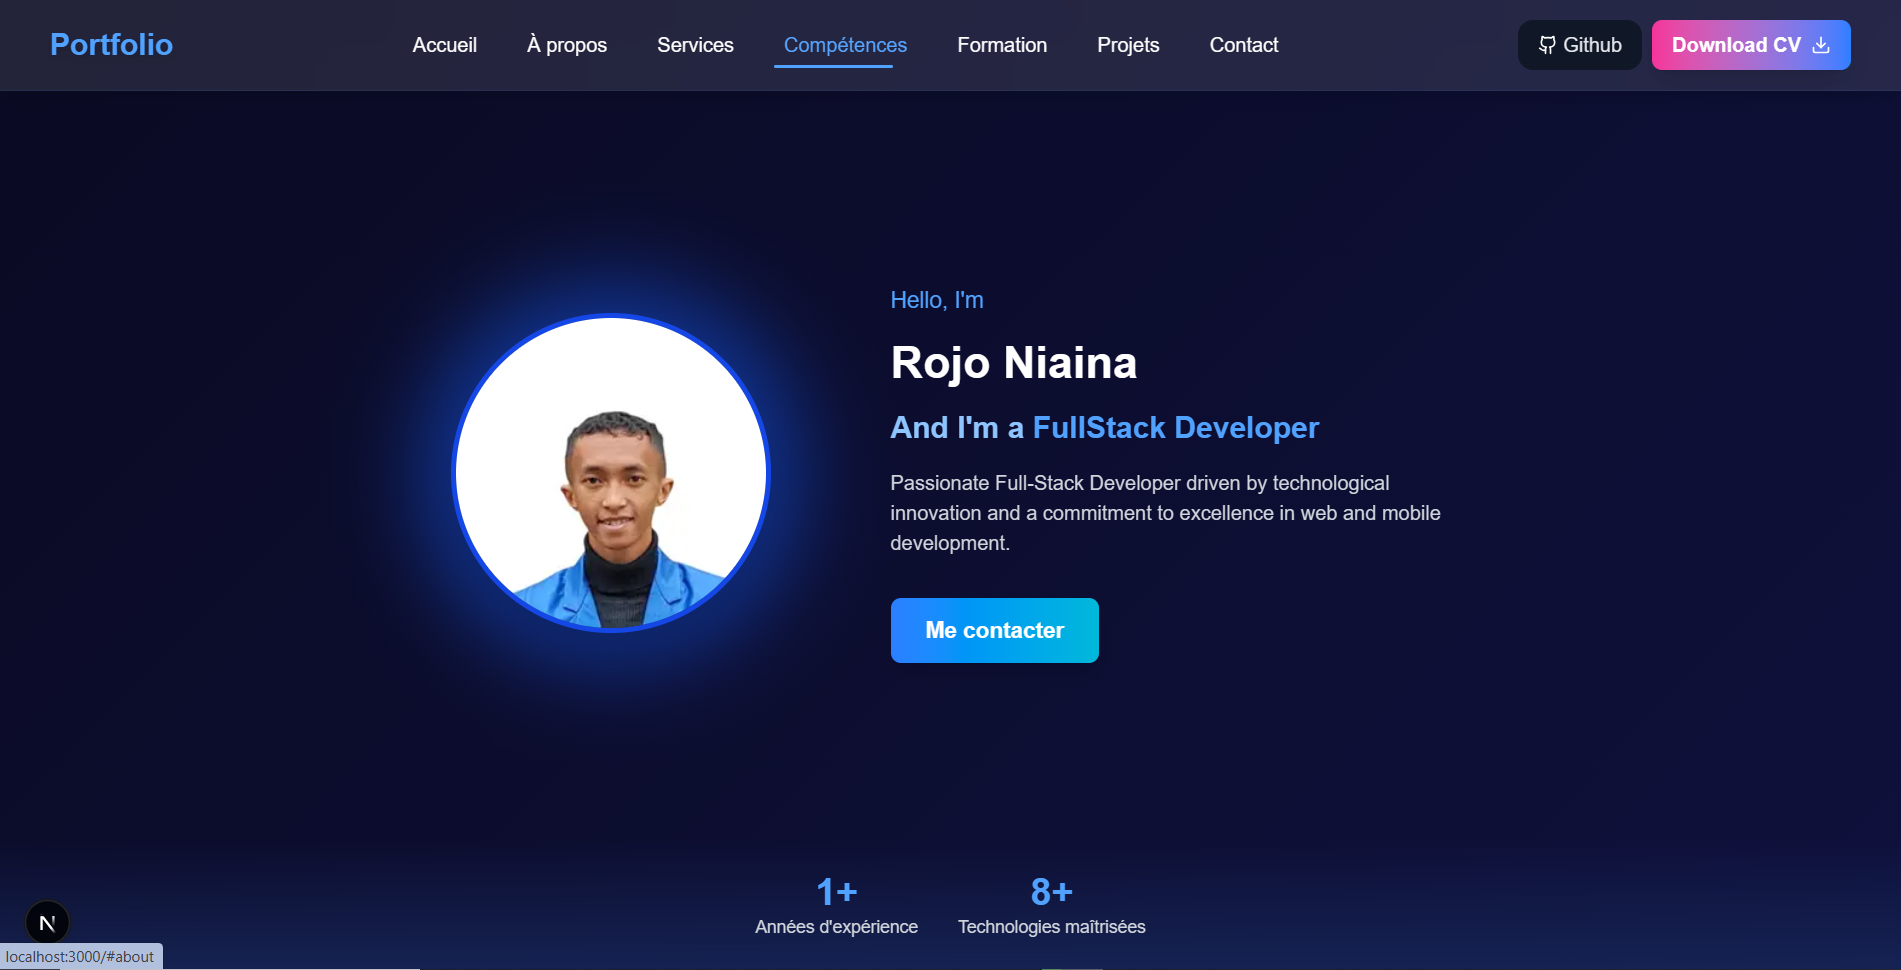 Portfolio
Accueil
À propos
Services
Compétences
Formation
Projets
Contact
Github
Download CV
Hello, I'm
Rojo Niaina
And I'm a FullStack Developer
Passionate Full-Stack Developer driven by technological
innovation and a commitment to excellence in web and mobile
development.
Me contacter
1+
Années d'expérience
8+
Technologies maîtrisées
N
localhost:3000/#about